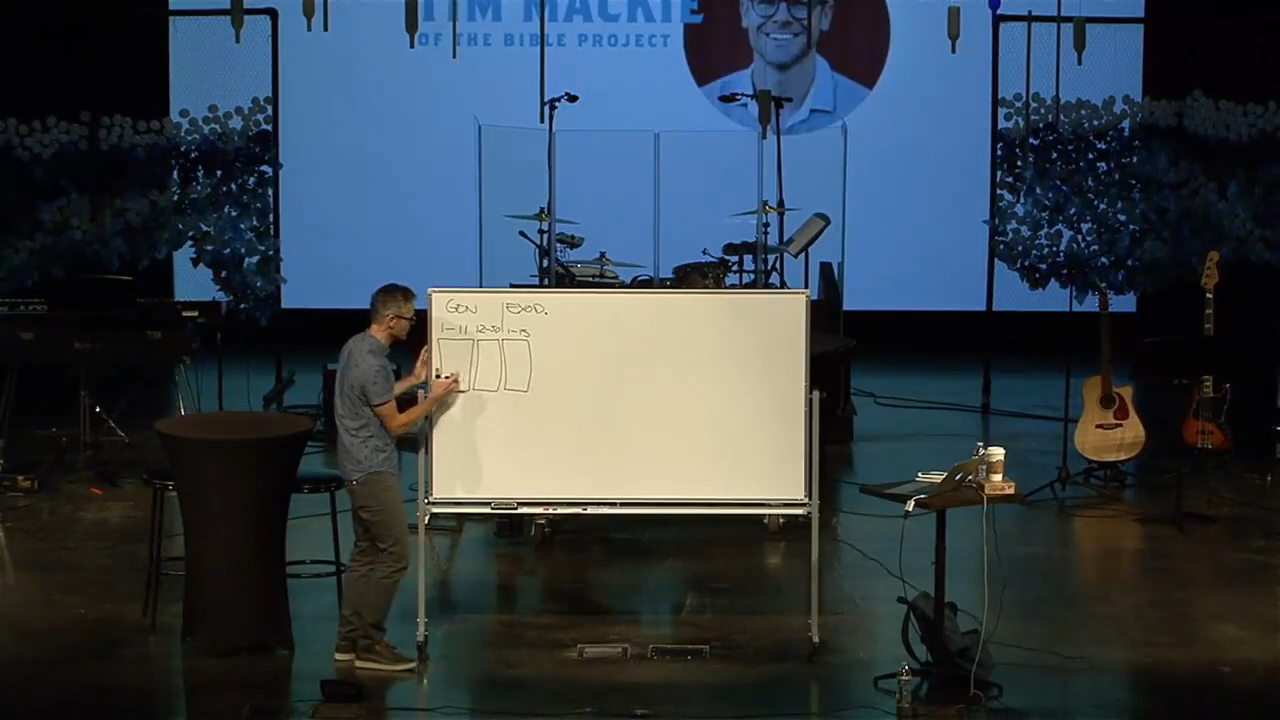 TIM MACKIE
OF THE BIBLE PROJECT
GEN EXOD.
1-11 12-50 1-15